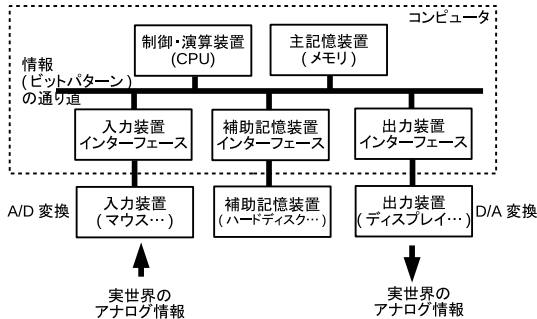 コンピュータ
制御・演算装置
(CPU)
主記憶装置
(メモリ)
情報
(ビットパターン)
の通り道
入力装置
インターフェース
補助記憶装置
インターフェース
出力装置
インターフェース
A/D 変換
入力装置
(マウス…)
補助記憶装置
(ハードディスク…)
出力装置
(ディスプレイ…)
D/A 変換
実世界の
アナログ情報
実世界の
アナログ情報